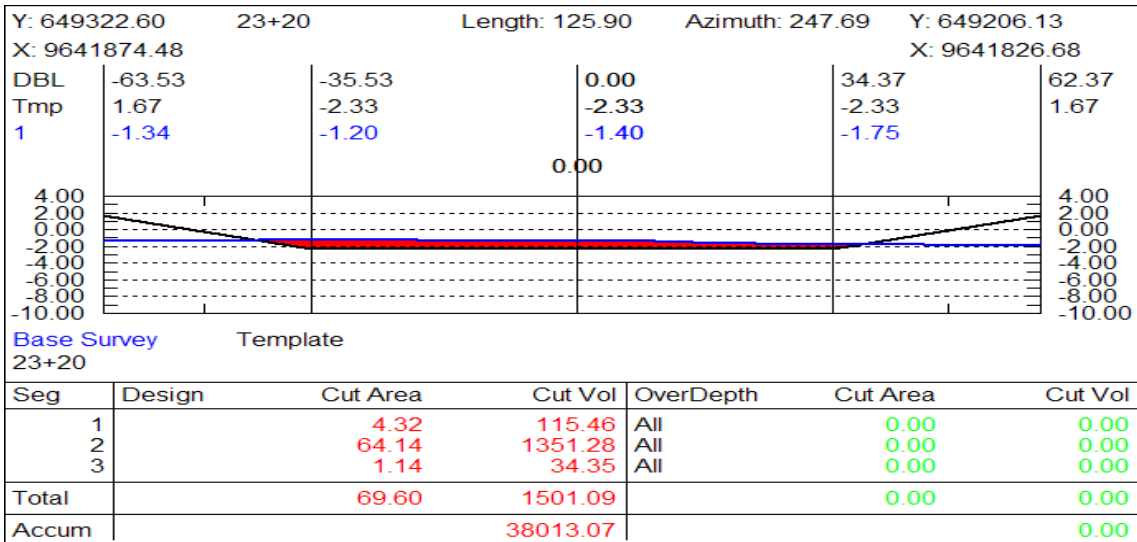 Y: 649322.60 23+20 Length: 125.90 Azimuth: 247.69 Y: 649206.13
X: 9641874.48 X: 9641826.68
DBL -63.53 -35.53 0.00 34.37 62.37
Tmp 1.67 -2.33 -2.33 -2.33 1.67
1 -1.34 -1.20 -1.40 -1.75
0.00
4.00 4.00
2.00 2.00
0.00 0.00
-2.00 -2.00
-4.00 -4.00
-6.00 -6.00
-8.00 -8.00
-10.00 -10.00
Base Survey Template
23+20
Seg Design Cut Area Cut Vol OverDepth Cut Area Cut Vol
1 4.32 115.46 All 0.00 0.00
2 64.14 1351.28 All 0.00 0.00
3 1.14 34.35 All 0.00 0.00
Total 69.60 1501.09 0.00 0.00
Accum 38013.07 0.00